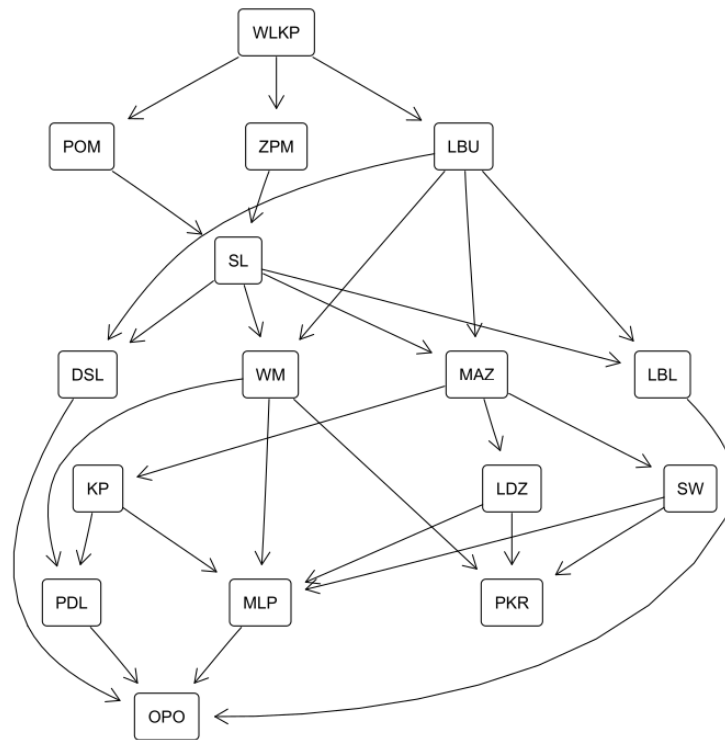 WLKP
POM
ZPM
LBU
SL
DSL
WM
MAZ
LBL
KP
LDZ
SW
PDL
MLP
PKR
OPO